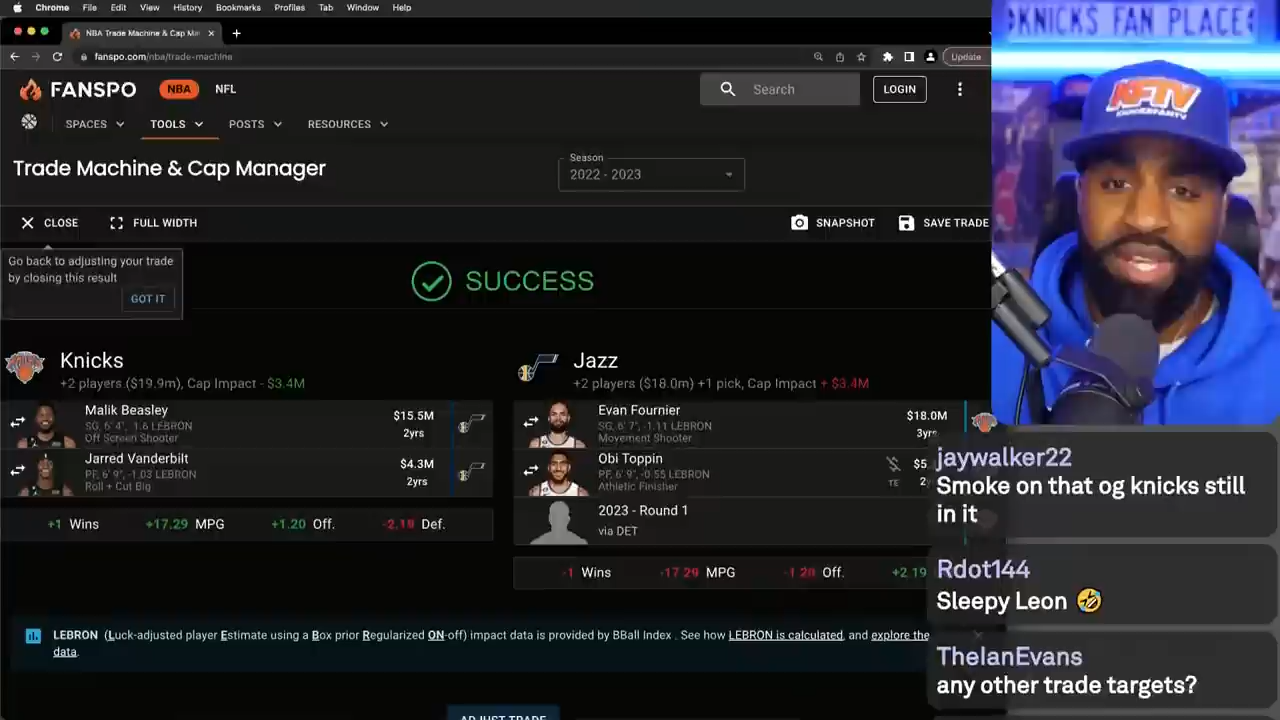 Chrome File Edit View History Bookmarks Profiles Tab Window Help
NBA Trade Machine & Cap Ma
fanspo.com/nba/trade-machine
Update
FANSPO NBA NFL
Search
LOGIN
SPACES TOOLS POSTS RESOURCES
Trade Machine & Cap Manager
Season
2022 - 2023
CLOSE FULL WIDTH SNAPSHOT SAVE TRADE
Go back to adjusting your trade
by closing this result
GOT IT
SUCCESS
Knicks
+2 players ($19.9m), Cap Impact - $3.4M
Malik Beasley
SG, 6' 4", -1.6 LEBRON
Off Screen Shooter
$15.5M
2yrs
Jarred Vanderbilt
PF, 6' 9", -1.03 LEBRON
Roll + Cut Big
$4.3M
2yrs
+1 Wins +17.29 MPG +1.20 Off. -2.19 Def.
Jazz
+2 players ($18.0m) +1 pick, Cap Impact + $3.4M
Evan Fournier
SG, 6' 7", -1.11 LEBRON
Movement Shooter
$18.0M
3yrs
Obi Toppin
PF, 6' 9", -0.55 LEBRON
Athletic Finisher
TE
$5
2
2023 - Round 1
via DET
-1 Wins -17.29 MPG -1.20 Off. +2.19
LEBRON (Luck-adjusted player Estimate using a Box prior Regularized ON-off) impact data is provided by BBall Index . See how LEBRON is calculated, and explore the
data.
ADJUST TRADE
KNICKS FAN PLACE
KFTV
KNICKSFANTV
jaywalker22
Smoke on that og knicks still
in it
Rdot144
Sleepy Leon 🤣
TheIanEvans
any other trade targets?